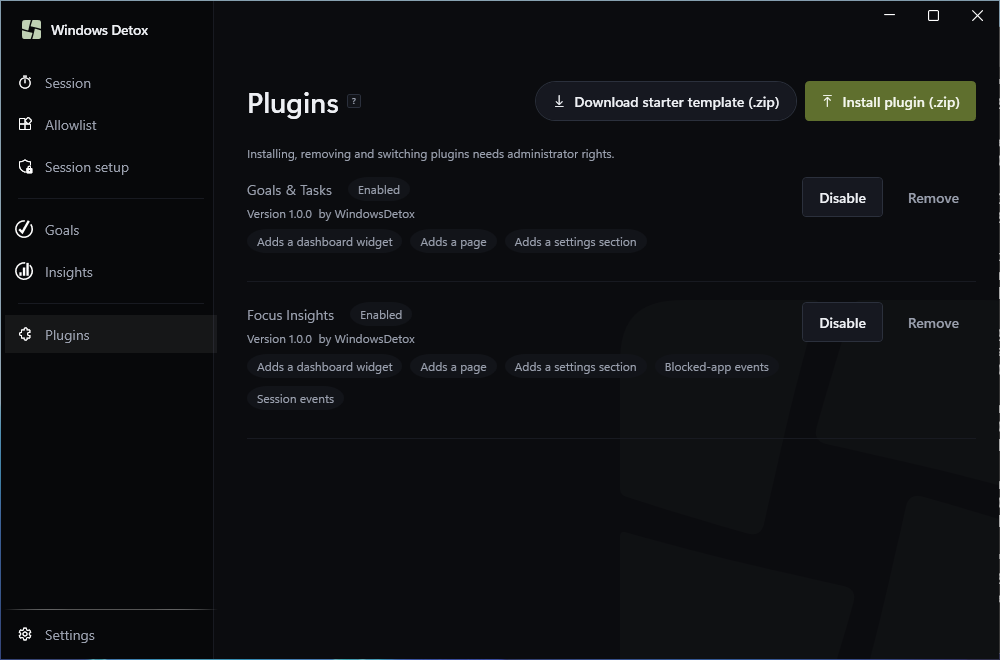 Windows Detox
Session
Allowlist
Session setup
Goals
Insights
Plugins
Settings
Plugins ?
Download starter template (.zip)
Install plugin (.zip)
Installing, removing and switching plugins needs administrator rights.
Goals & Tasks Enabled
Version 1.0.0 by WindowsDetox
Adds a dashboard widget Adds a page Adds a settings section
Disable Remove
Focus Insights Enabled
Version 1.0.0 by WindowsDetox
Adds a dashboard widget Adds a page Adds a settings section Blocked-app events
Session events
Disable Remove